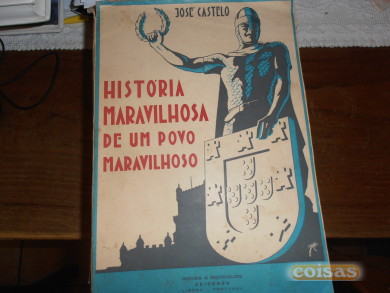 JOSÉ CASTELO
HISTÓRIA
MARAVILHOSA
DE UM POVO
MARAVILHOSO
coisas